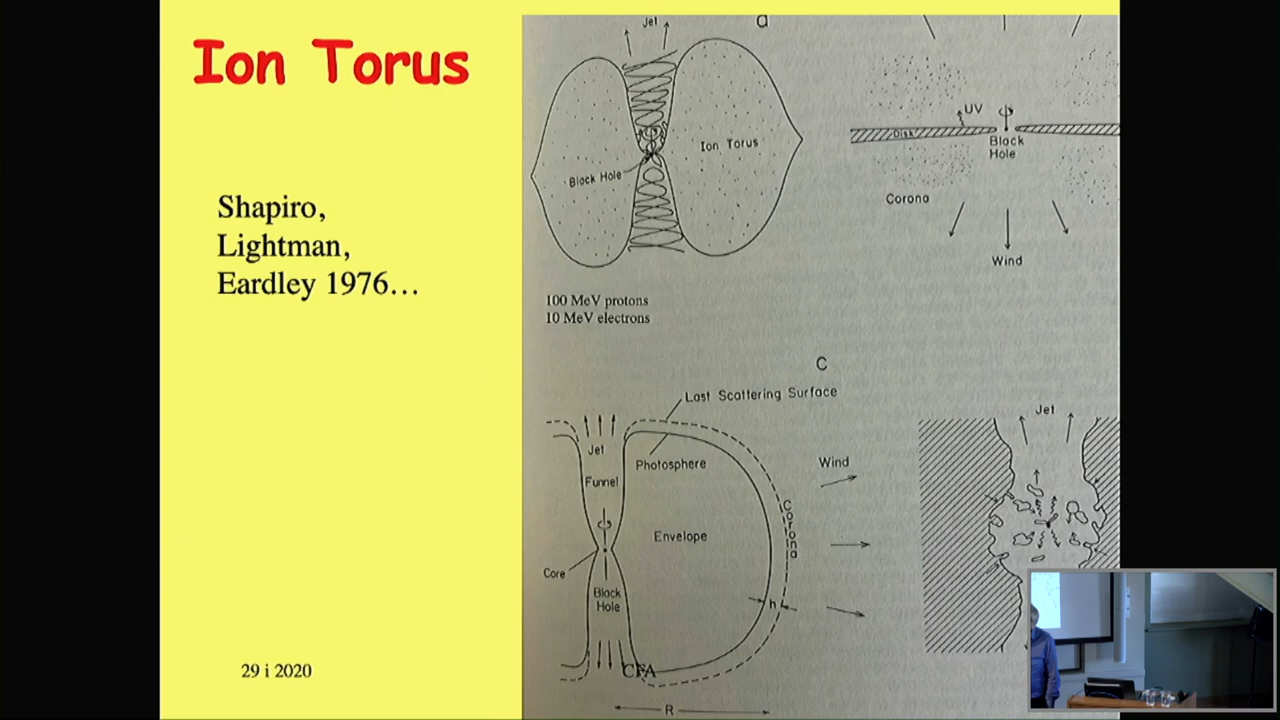 Ion Torus
Shapiro,
Lightman,
Eardley 1976…
29 i 2020
Jet
a
Ion Torus
Black Hole
UV
Disk
Black
Hole
Corona
Wind
100 MeV protons
10 MeV electrons
C
Last Scattering Surface
Jet
Photosphere
Funnel
Wind
Corona
Envelope
Core
Black
Hole
h
CFA
R
Jet